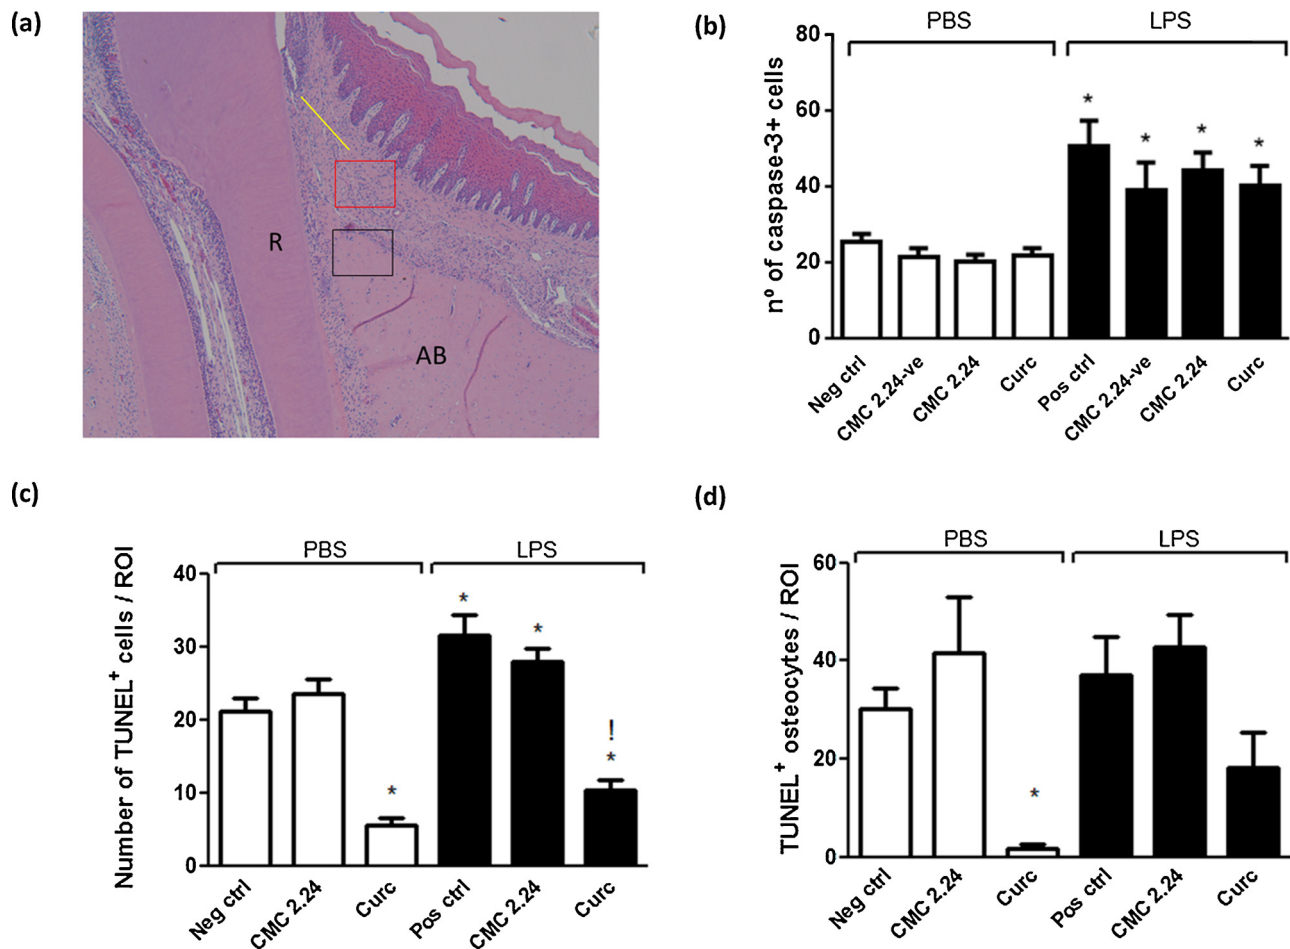 (a)
R
AB
(b)
PBS
LPS
nº of caspase-3+ cells
80
60
40
20
0
*
*
*
*
Neg ctrl
CMC 2.24-ve
CMC 2.24
Curc
Pos ctrl
CMC 2.24-ve
CMC 2.24
Curc
(c)
PBS
LPS
Number of TUNEL+ cells / ROI
40
30
20
10
0
*
*
*
!
*
Neg ctrl
CMC 2.24
Curc
Pos ctrl
CMC 2.24
Curc
(d)
PBS
LPS
TUNEL+ osteocytes / ROI
60
40
20
0
*
Neg ctrl
CMC 2.24
Curc
Pos ctrl
CMC 2.24
Curc